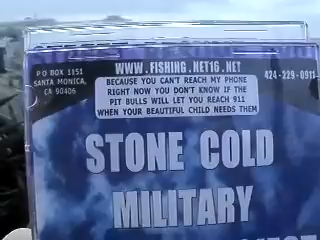 WWW.FISHING.NET16.NET
P O BOX 1151
SANTA MONICA,
CA 90406
BECAUSE YOU CAN'T REACH MY PHONE
RIGHT NOW YOU DON'T KNOW IF THE
PIT BULLS WILL LET YOU REACH 911
WHEN YOUR BEAUTIFUL CHILD NEEDS THEM
424-229-0911
STONE COLD
MILITARY